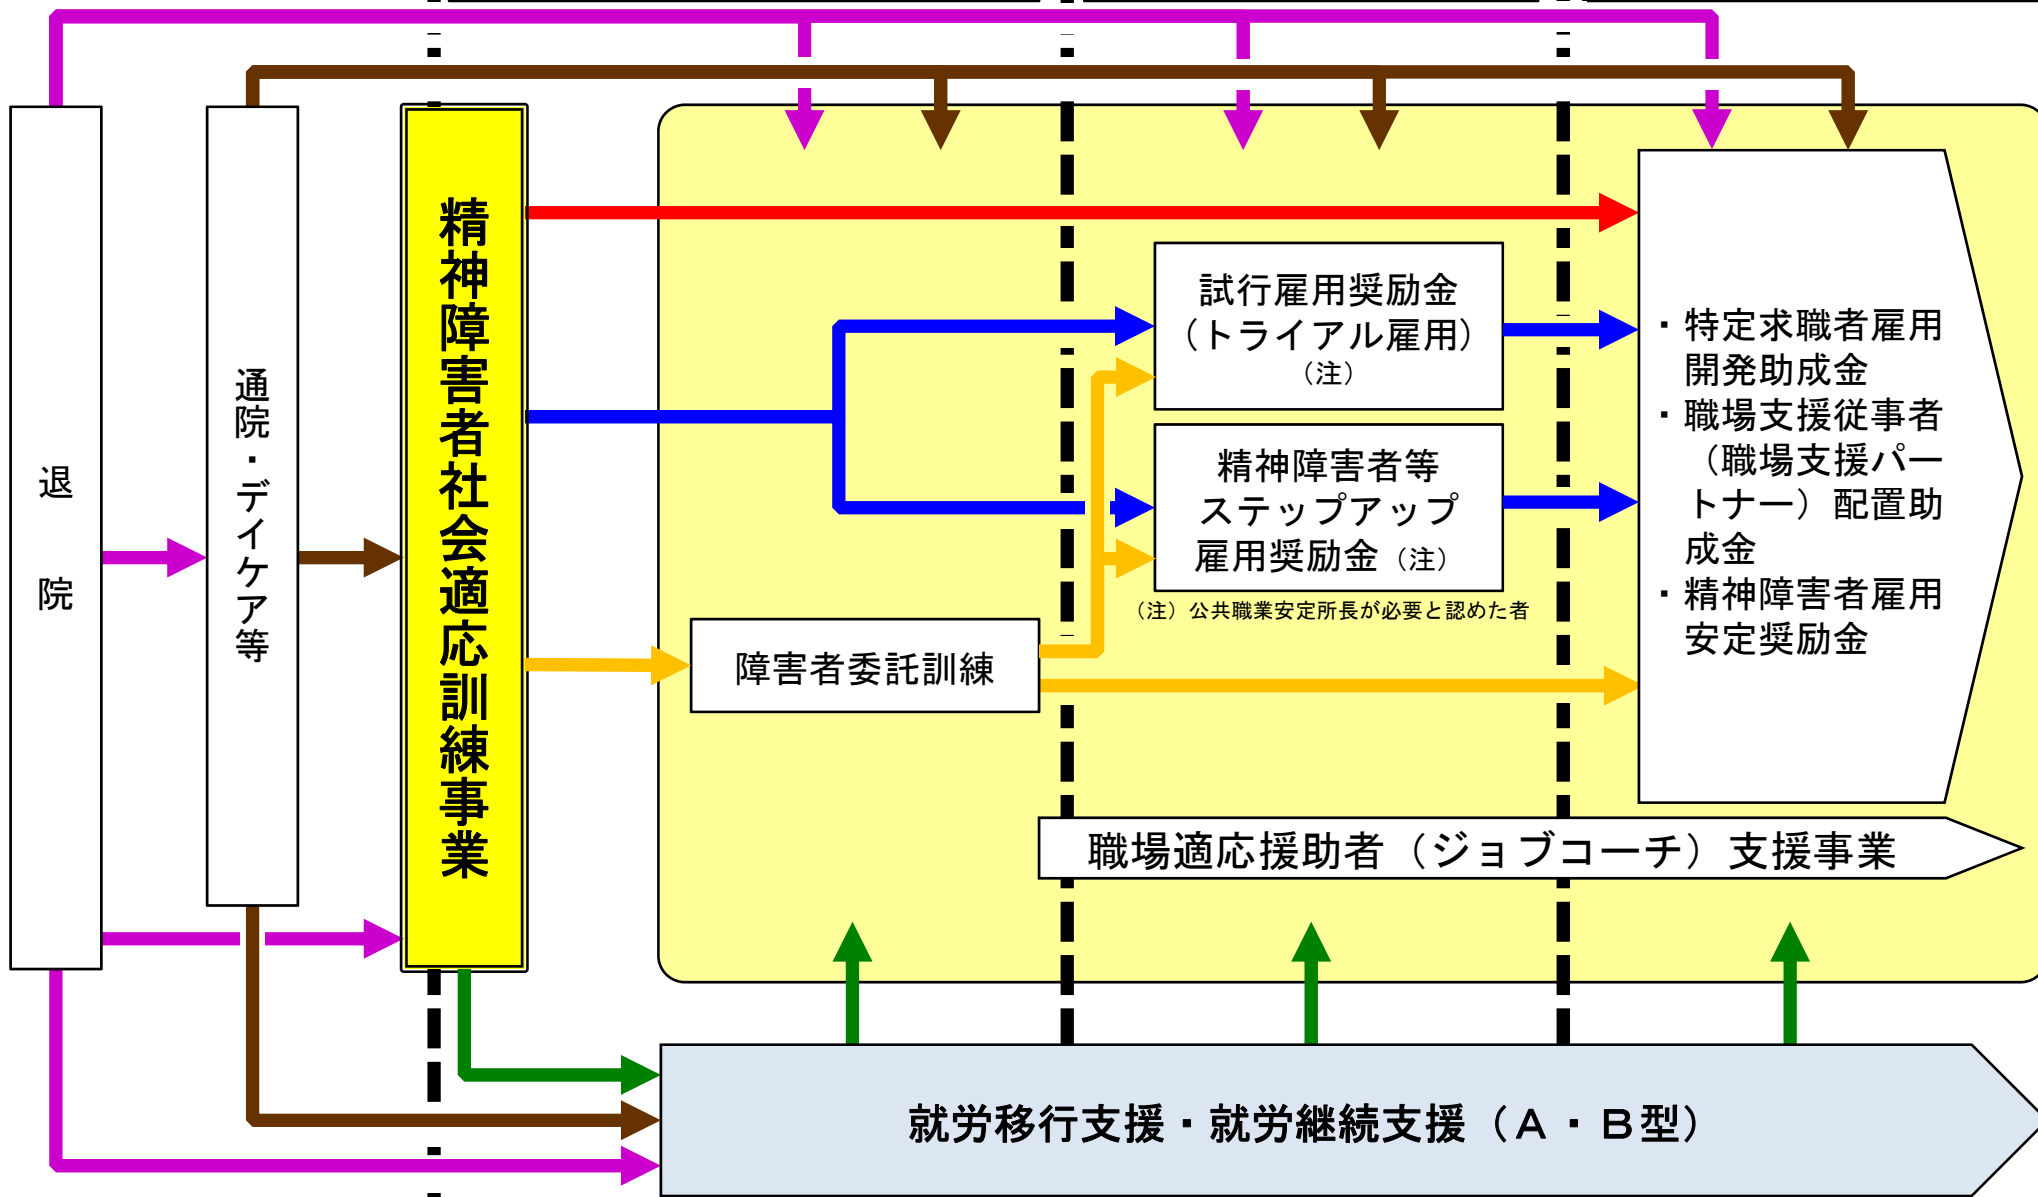 退院
通院・デイケア等
精神障害者社会適応訓練事業
試行雇用奨励金
（トライアル雇用）
（注）
精神障害者等
ステップアップ
雇用奨励金（注）
（注）公共職業安定所長が必要と認めた者
障害者委託訓練
・特定求職者雇用
開発助成金
・職場支援従事者
（職場支援パー
トナー）配置助
成金
・精神障害者雇用
安定奨励金
職場適応援助者（ジョブコーチ）支援事業
就労移行支援・就労継続支援（Ａ・Ｂ型）